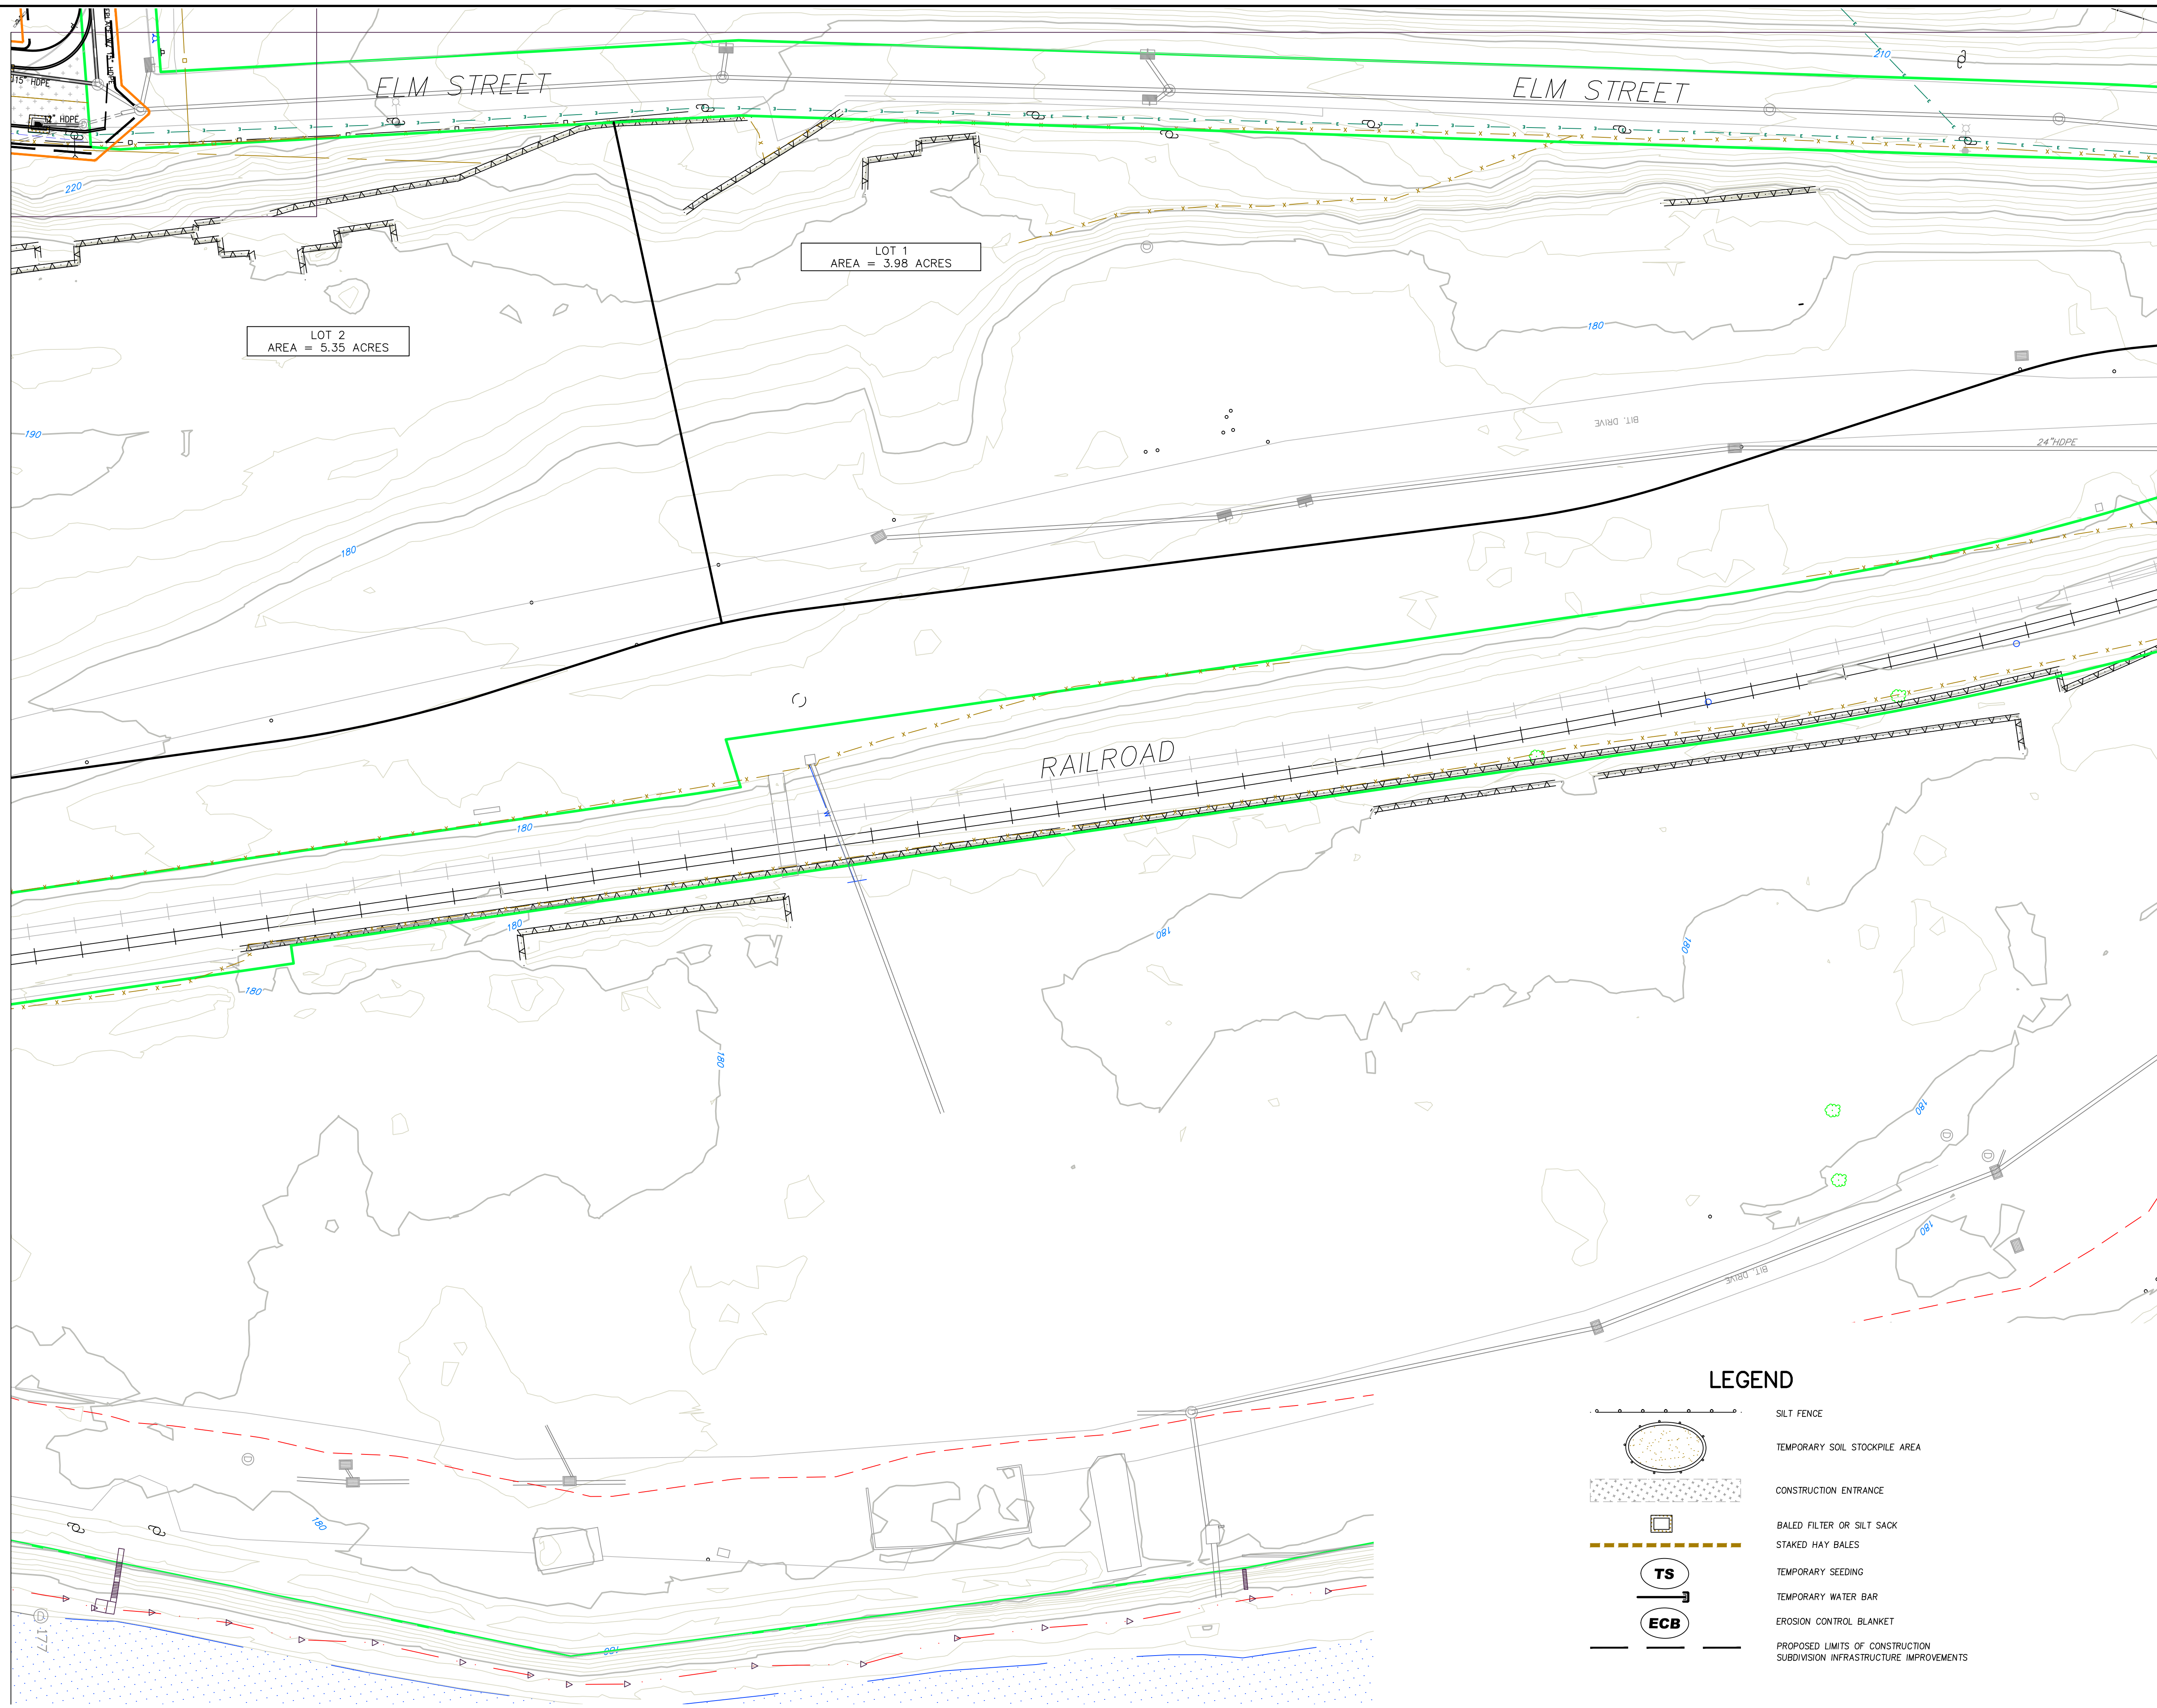 15" HDPE
12" HDPE
ELM STREET
ELM STREET
210
220
LOT 1
AREA = 3.98 ACRES
LOT 2
AREA = 5.35 ACRES
180
BIT. DRIVE
24"HDPE
190
180
RAILROAD
180
180
180
180
180
180
180
180
BIT. DRIVE
180
180
D
177
LEGEND
SILT FENCE
TEMPORARY SOIL STOCKPILE AREA
CONSTRUCTION ENTRANCE
BALED FILTER OR SILT SACK
STAKED HAY BALES
TS
TEMPORARY SEEDING
TEMPORARY WATER BAR
ECB
EROSION CONTROL BLANKET
PROPOSED LIMITS OF CONSTRUCTION
SUBDIVISION INFRASTRUCTURE IMPROVEMENTS